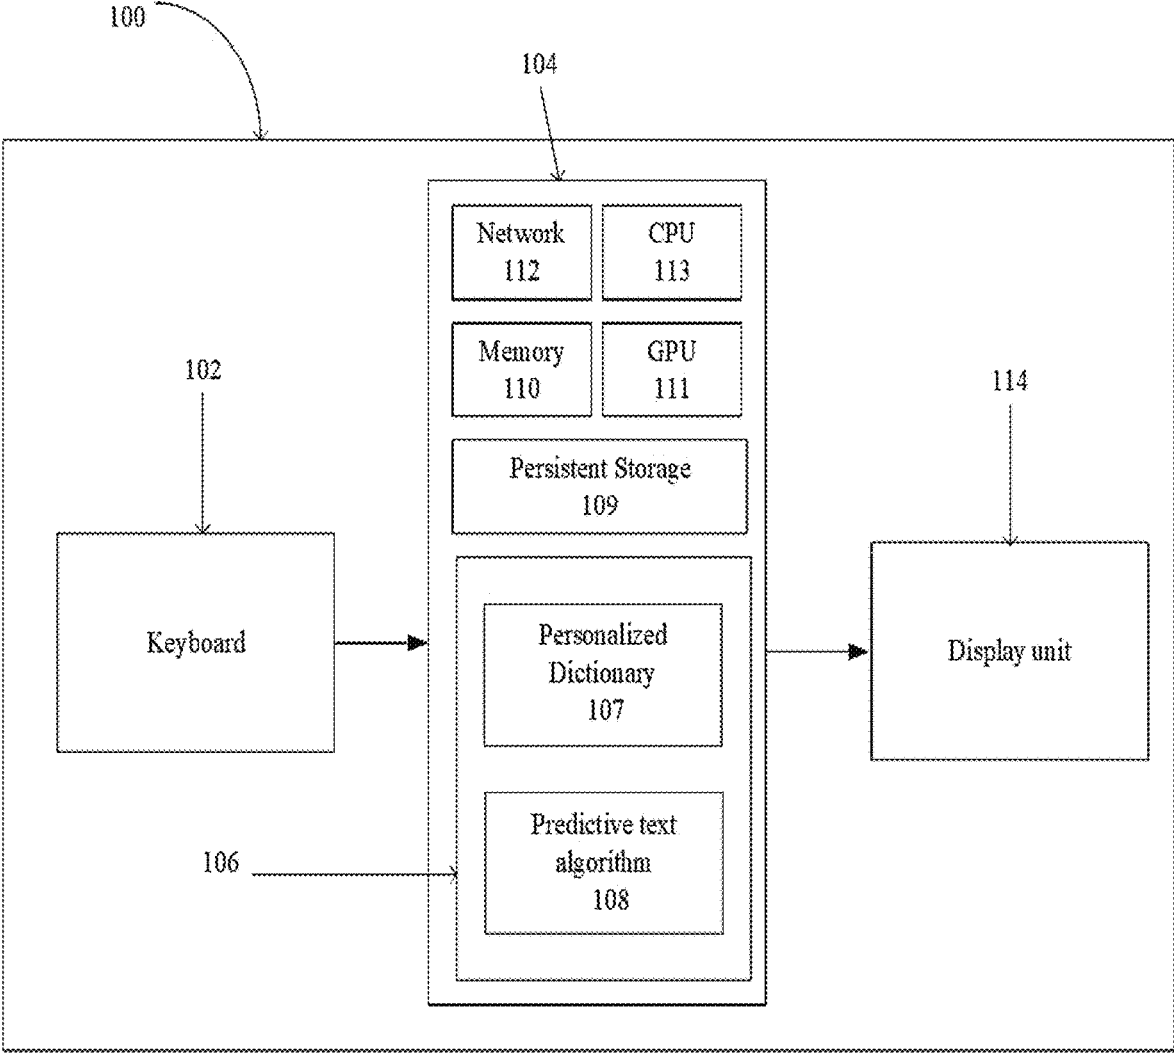 100
104
Network
112
CPU
113
Memory
110
GPU
111
102
114
Persistent Storage
109
Keyboard
Personalized
Dictionary
107
Display unit
Predictive text
algorithm
108
106